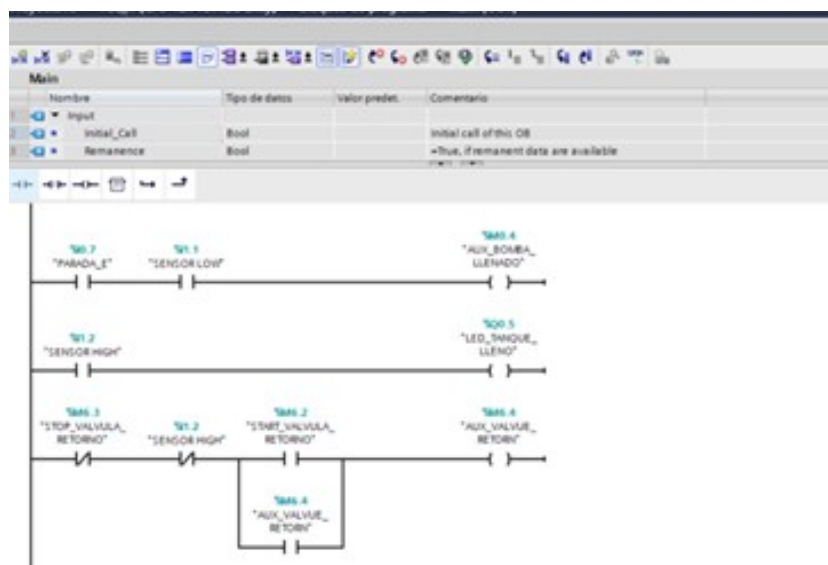 Main
Nombre Tipo de datos Valor predet. Comentario
1 Input
2 Initial_Call Bool Initial call of this OB
3 Remanence Bool =True, if remanent data are available
%I0.7
"PARADA_E"
%I1.1
"SENSOR LOW"
%M0.4
"AUX_BOMBA_
LLENADO"
%I1.2
"SENSOR HIGH"
%Q0.5
"LED_TANQUE_
LLENO"
%M6.3
"STOP_VALVULA_
RETORNO"
%I1.2
"SENSOR HIGH"
%M6.2
"START_VALVULA_
RETORNO"
%M6.4
"AUX_VALVUE_
RETORN"
%M6.4
"AUX_VALVUE_
RETORN"